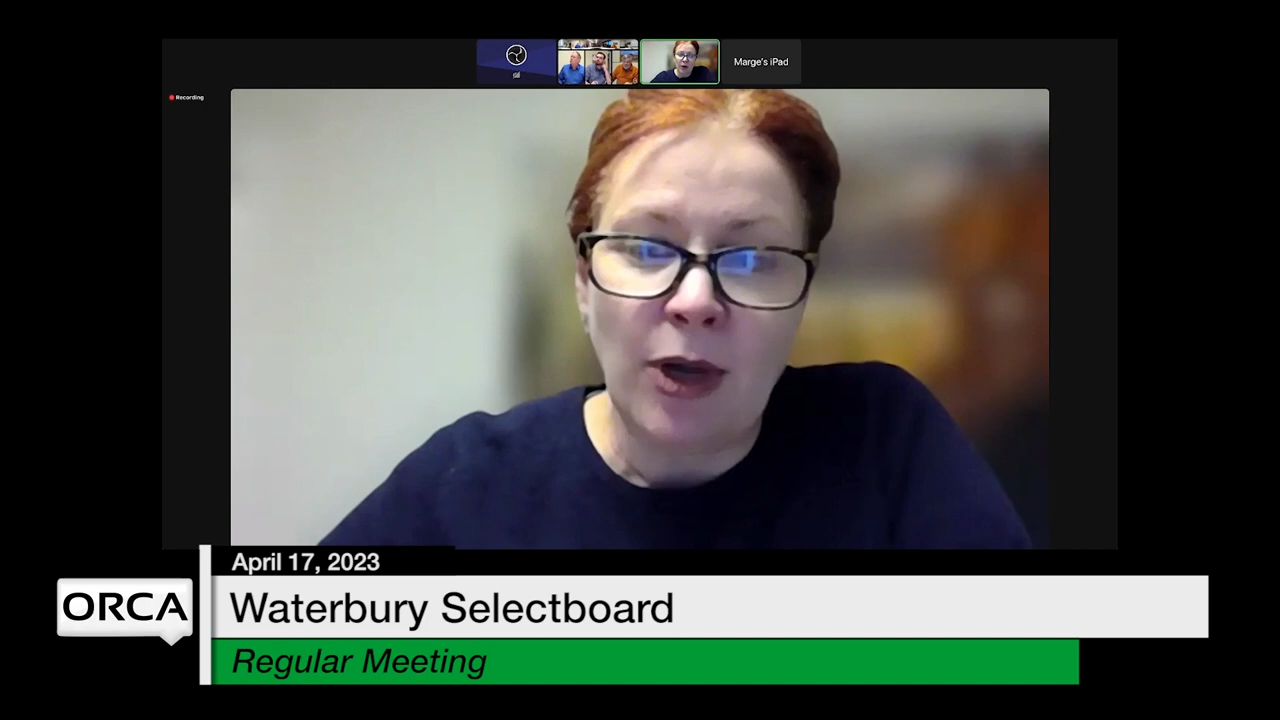 Marge's iPad
Recording
April 17, 2023
ORCA
Waterbury Selectboard
Regular Meeting